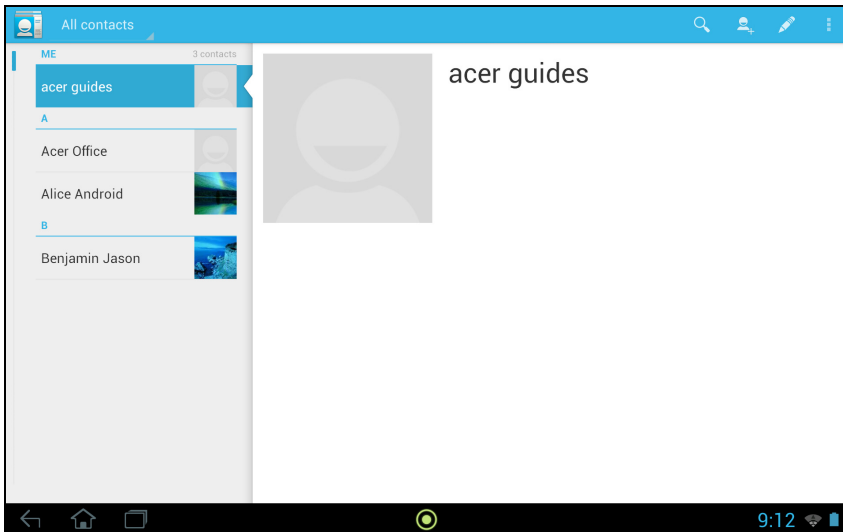 All contacts
ME 3 contacts
acer guides
A
Acer Office
Alice Android
B
Benjamin Jason
acer guides
9:12